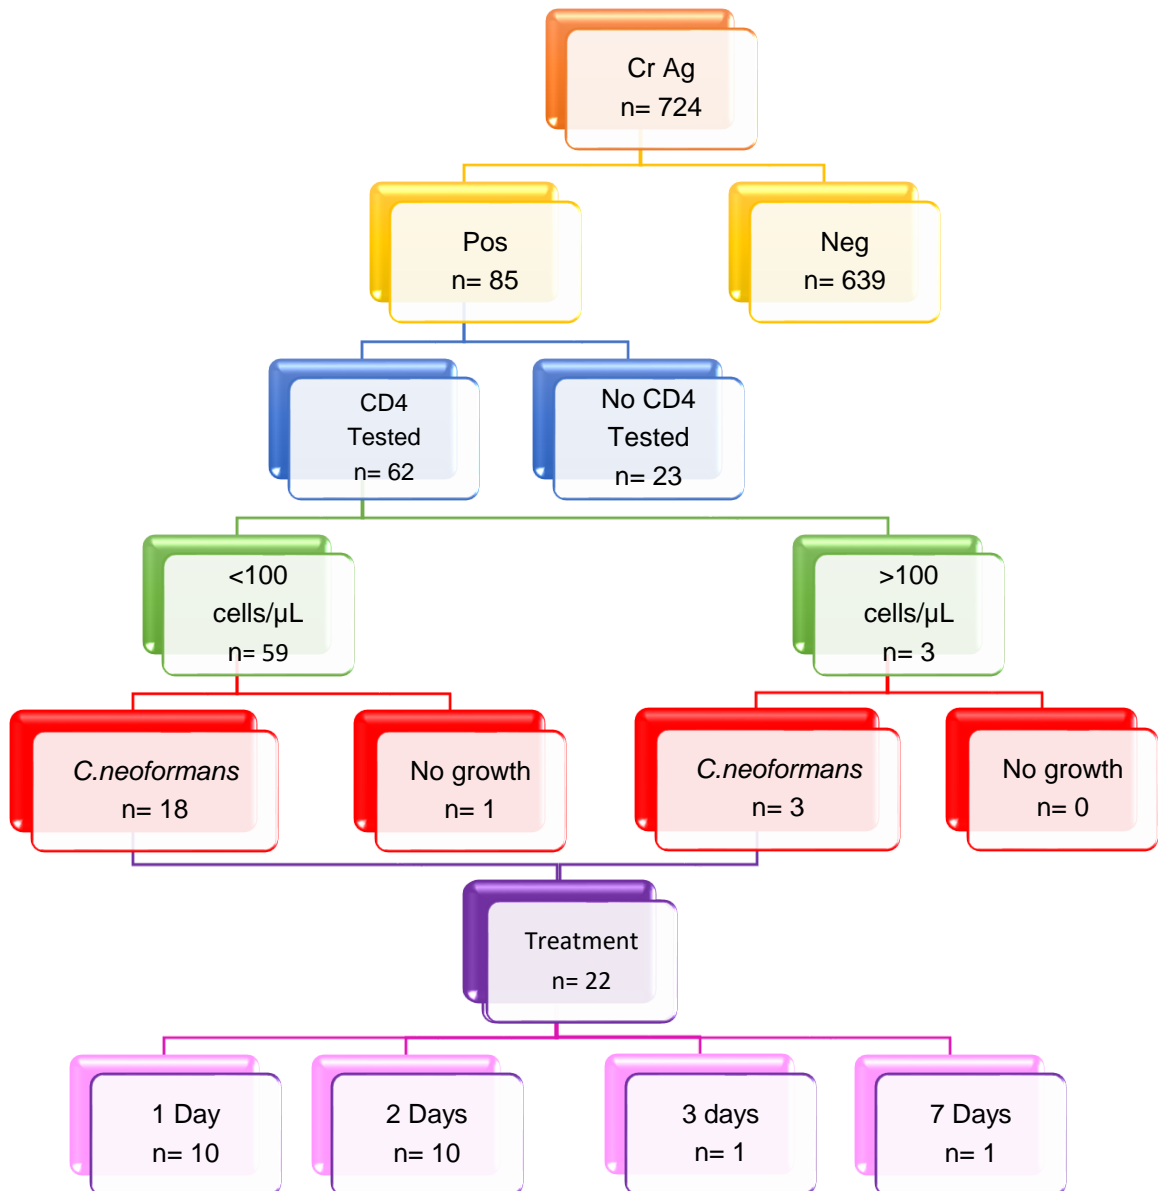 Cr Ag
n= 724
Pos
n= 85
Neg
n= 639
CD4
Tested
n= 62
No CD4
Tested
n= 23
<100
cells/µL
n= 59
>100
cells/µL
n= 3
C.neoformans
n= 18
No growth
n= 1
C.neoformans
n= 3
No growth
n= 0
Treatment
n= 22
1 Day
n= 10
2 Days
n= 10
3 days
n= 1
7 Days
n= 1